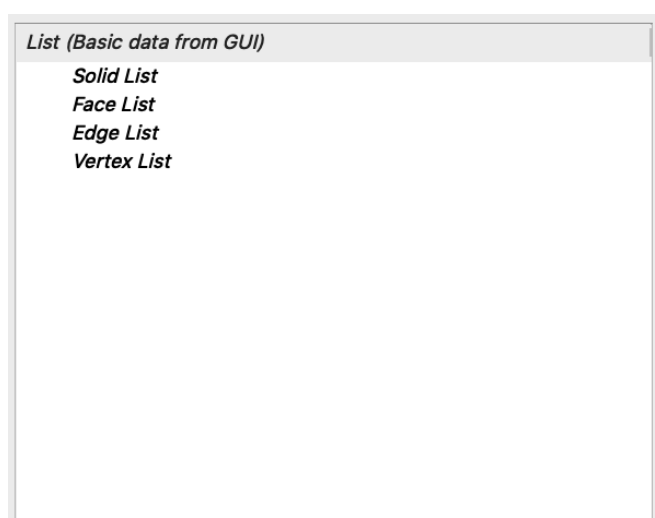 List (Basic data from GUI)
Solid List
Face List
Edge List
Vertex List